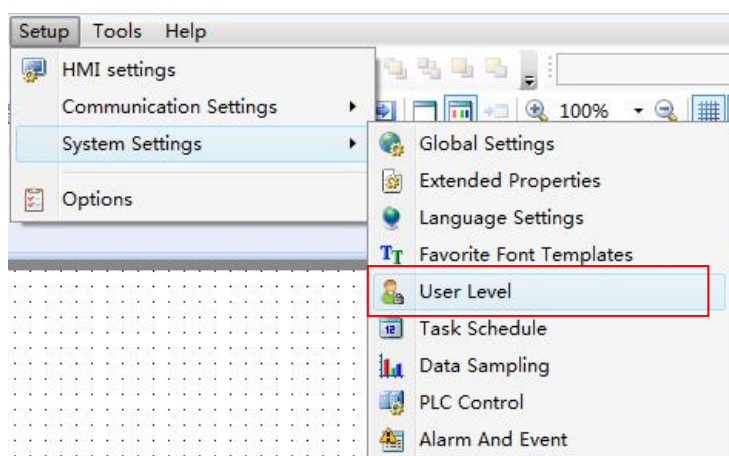 Setup Tools Help
HMI settings
Communication Settings
100%
System Settings
Global Settings
Extended Properties
Options
Language Settings
Favorite Font Templates
User Level
Task Schedule
Data Sampling
PLC Control
Alarm And Event